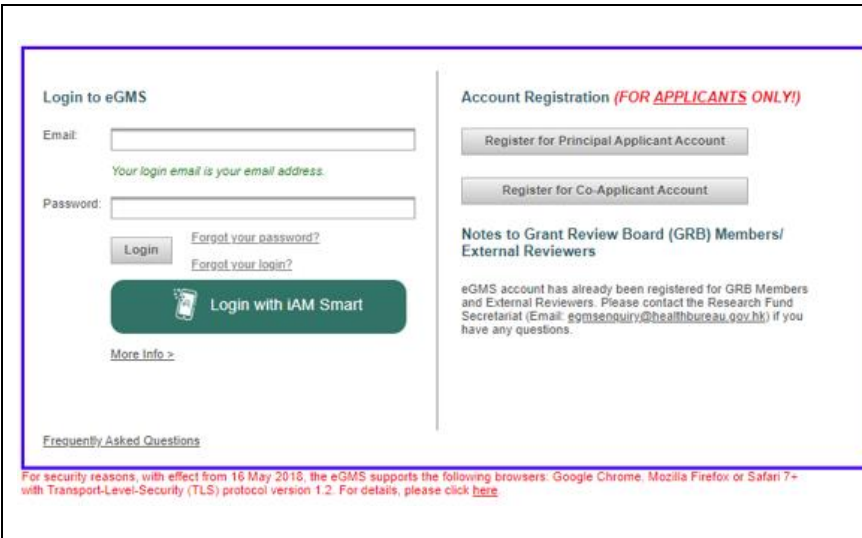 Login to eGMS
Email:
Your login email is your email address.
Password:
Login
Forgot your password?
Forgot your login?
Login with iAM Smart
More Info >
Frequently Asked Questions
Account Registration (FOR APPLICANTS ONLY!)
Register for Principal Applicant Account
Register for Co-Applicant Account
Notes to Grant Review Board (GRB) Members/
External Reviewers
eGMS account has already been registered for GRB Members
and External Reviewers. Please contact the Research Fund
Secretariat (Email: egmsenquiry@healthbureau.gov.hk) if you
have any questions.
For security reasons, with effect from 16 May 2018, the eGMS supports the following browsers: Google Chrome, Mozilla Firefox or Safari 7+
with Transport-Level-Security (TLS) protocol version 1.2. For details, please click here